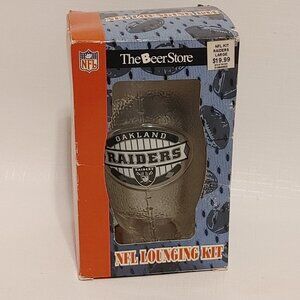 NFL
The Beer Store
NFL KIT
RAIDERS
LARGE
$19.99
OAKLAND
RAIDERS
RAIDERS
NFL LOUNGING KIT